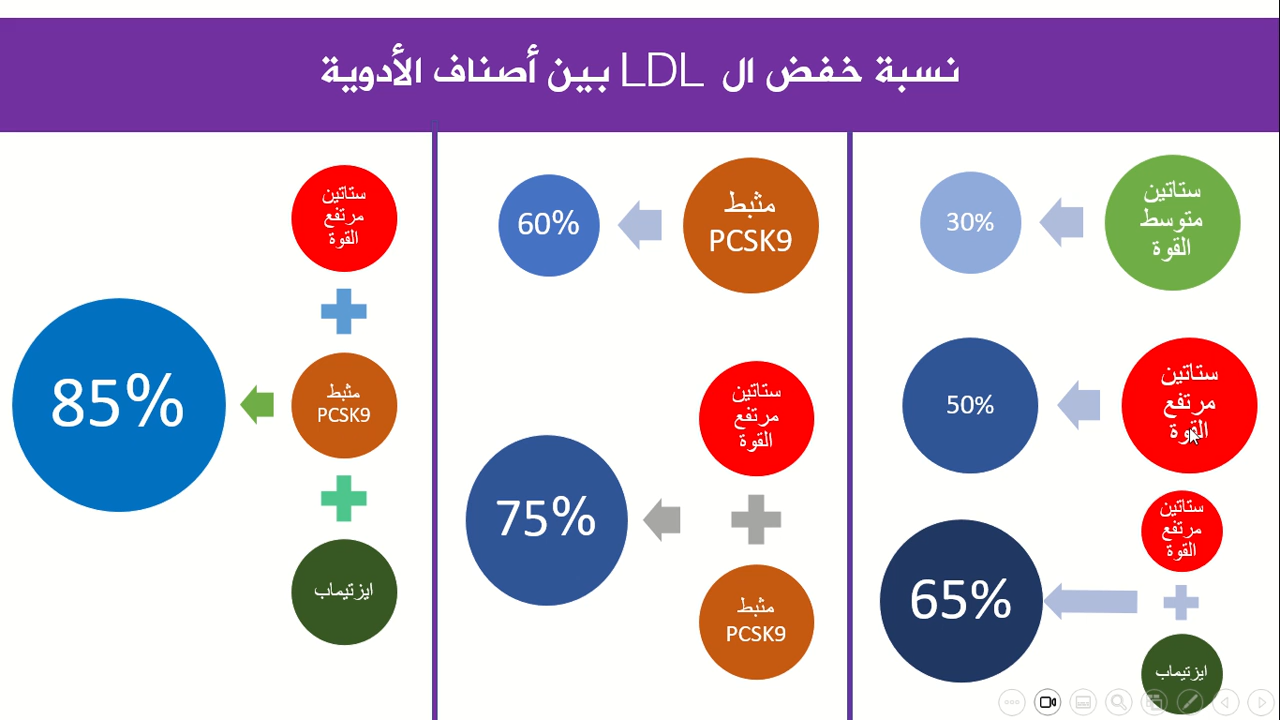 نسبة خفض ال LDL بين أصناف الأدوية
ستاتين
متوسط
القوة
30%
ستاتين
مرتفع
القوة
50%
ستاتين
مرتفع
القوة
ايزتيماب
65%
مثبط
PCSK9
60%
ستاتين
مرتفع
القوة
مثبط
PCSK9
75%
ستاتين
مرتفع
القوة
مثبط
PCSK9
ايزتيماب
85%